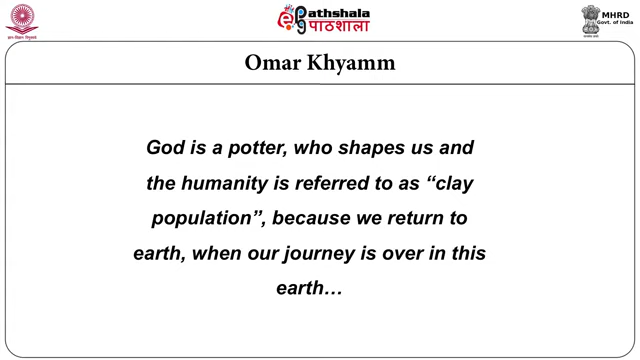 ePathshala
पाठशाला
MHRD
Govt. of India
Omar Khyamm
God is a potter, who shapes us and
the humanity is referred to as “clay
population”, because we return to
earth, when our journey is over in this
earth…